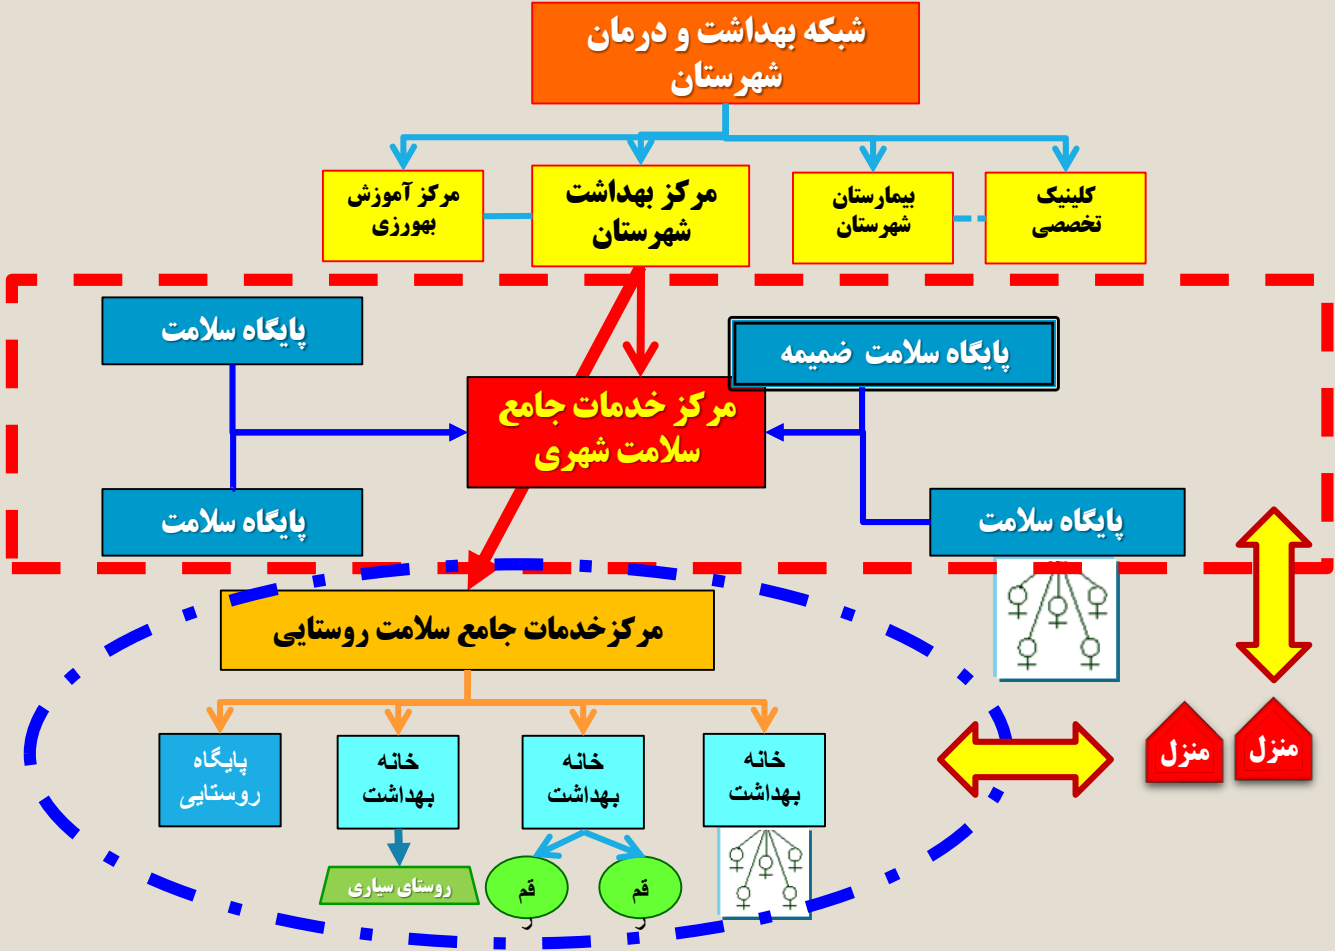 شبکه بهداشت و درمان
شهرستان
کلینیک
تخصصی
بیمارستان
شهرستان
مرکز بهداشت
شهرستان
مرکز آموزش
بهورزی
پایگاه سلامت ضمیمه
پایگاه سلامت
مرکز خدمات جامع
سلامت شهری
پایگاه سلامت
پایگاه سلامت
مرکزخدمات جامع سلامت روستایی
منزل
منزل
خانه
بهداشت
خانه
بهداشت
خانه
بهداشت
پایگاه
روستایی
قم
ر
قم
ر
روستای سیاری